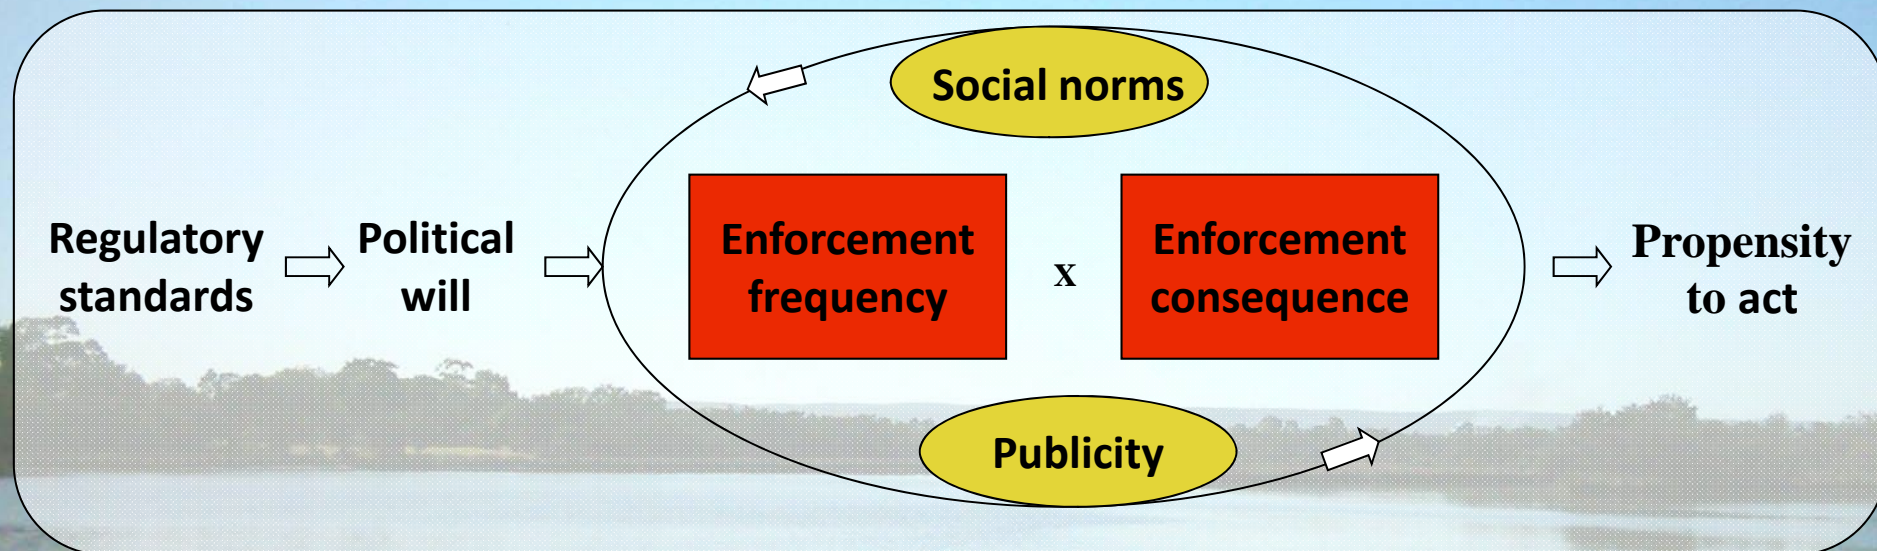 Social norms
Regulatory
standards
Political
will
Enforcement
frequency
x
Enforcement
consequence
Propensity
to act
Publicity